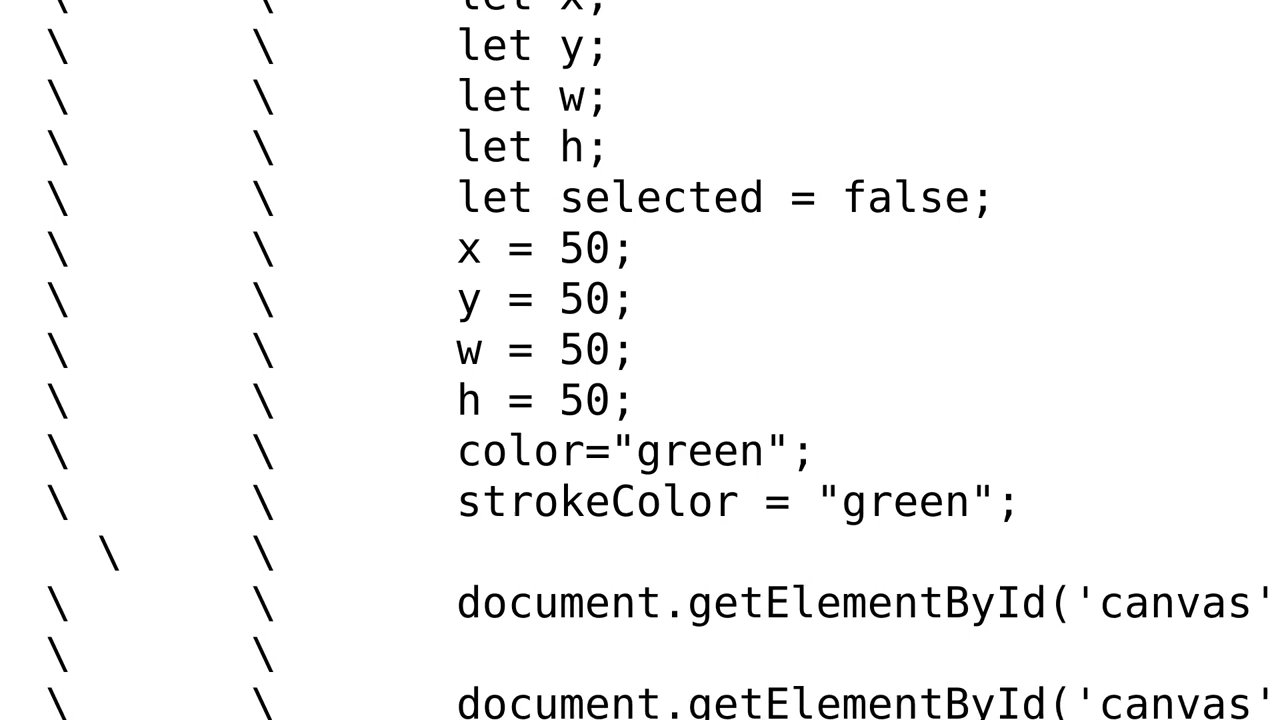 \ \ let x;
\ \ let y;
\ \ let w;
\ \ let h;
\ \ let selected = false;
\ \ x = 50;
\ \ y = 50;
\ \ w = 50;
\ \ h = 50;
\ \ color="green";
\ \ strokeColor = "green";
\ \
\ \ document.getElementById('canvas'
\ \
\ \ document.getElementById('canvas'